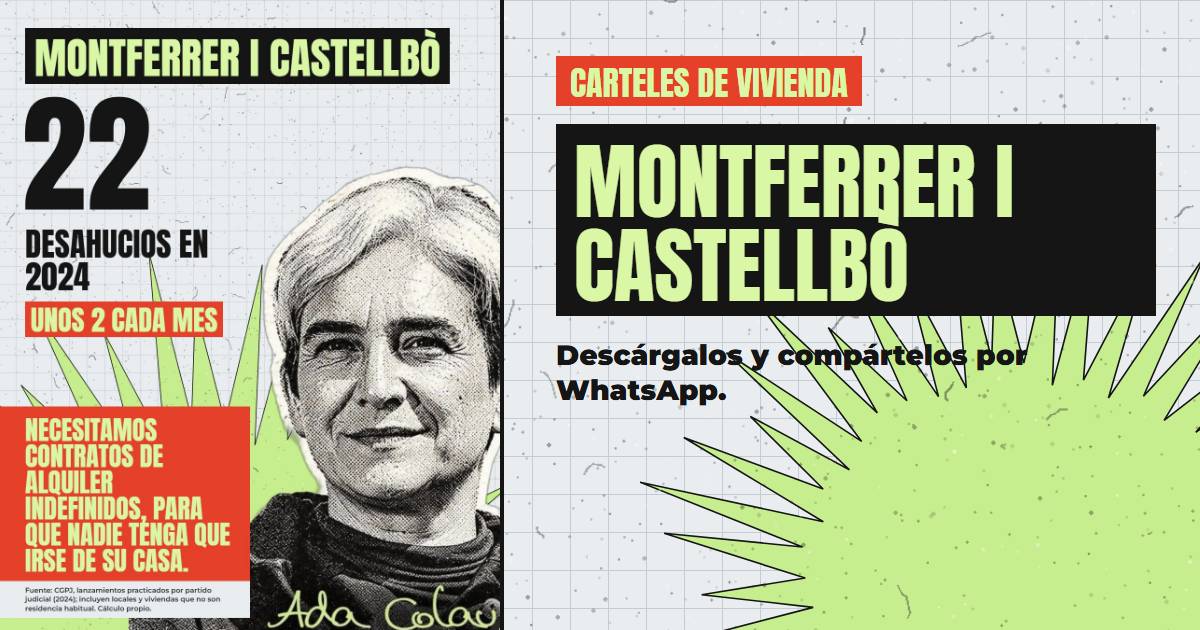 MONTFERRER I CASTELLBÒ
22
DESAHUCIOS EN
2024
UNOS 2 CADA MES
NECESITAMOS
CONTRATOS DE
ALQUILER
INDEFINIDOS, PARA
QUE NADIE TENGA QUE
IRSE DE SU CASA.
Fuente: CGPJ, lanzamientos practicados por partido
judicial (2024); incluyen locales y viviendas que no son
residencia habitual. Cálculo propio.
Ada Colau
CARTELES DE VIVIENDA
MONTFERRER I
CASTELLBÒ
Descárgalos y compártelos por
WhatsApp.